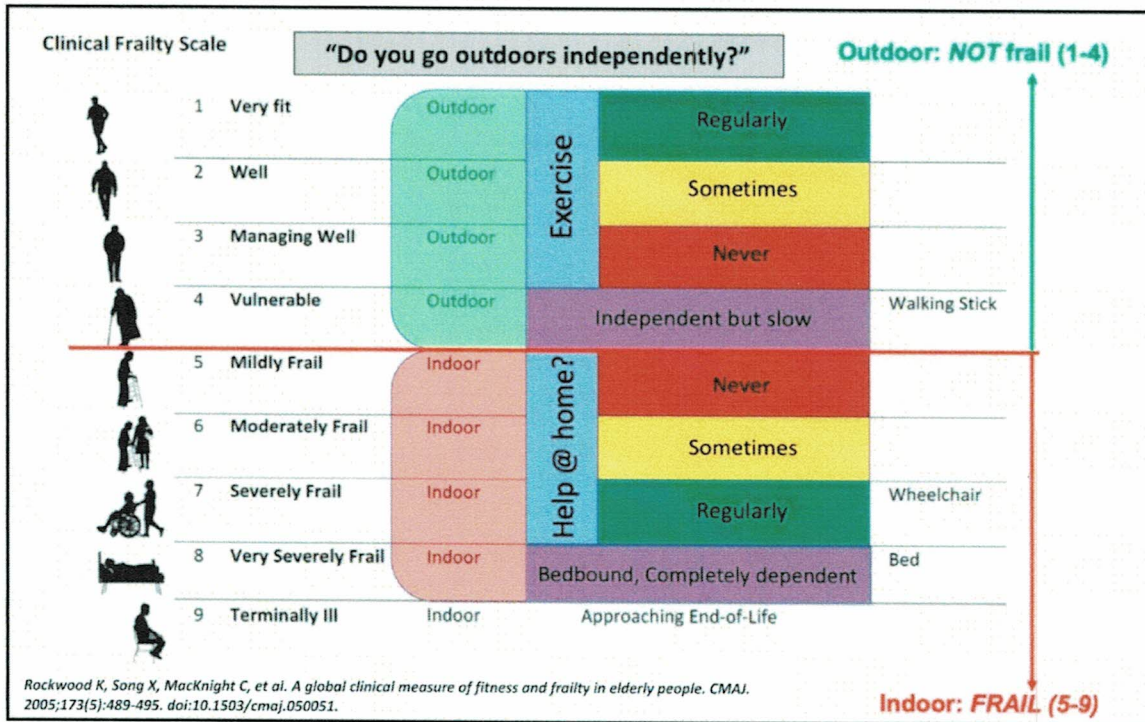 Clinical Frailty Scale
"Do you go outdoors independently?"
Outdoor: NOT frail (1-4)
1 Very fit Outdoor Regularly
2 Well Outdoor Sometimes
3 Managing Well Outdoor Never
Exercise
4 Vulnerable Outdoor Independent but slow Walking Stick
5 Mildly Frail Indoor Never
6 Moderately Frail Indoor Sometimes
7 Severely Frail Indoor Regularly Wheelchair
Help @ home?
8 Very Severely Frail Indoor Bedbound, Completely dependent Bed
9 Terminally Ill Indoor Approaching End-of-Life
Rockwood K, Song X, MacKnight C, et al. A global clinical measure of fitness and frailty in elderly people. CMAJ.
2005;173(5):489-495. doi:10.1503/cmaj.050051.
Indoor: FRAIL (5-9)